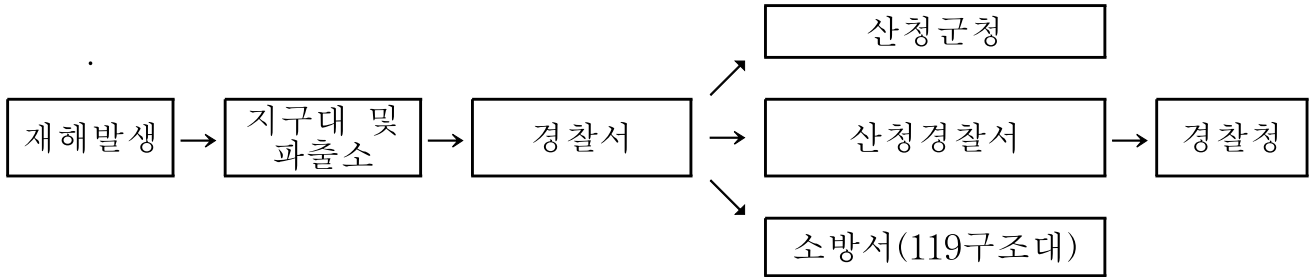 산청군청
재해발생
지구대 및
파출소
경찰서
산청경찰서
경찰청
소방서(119구조대)